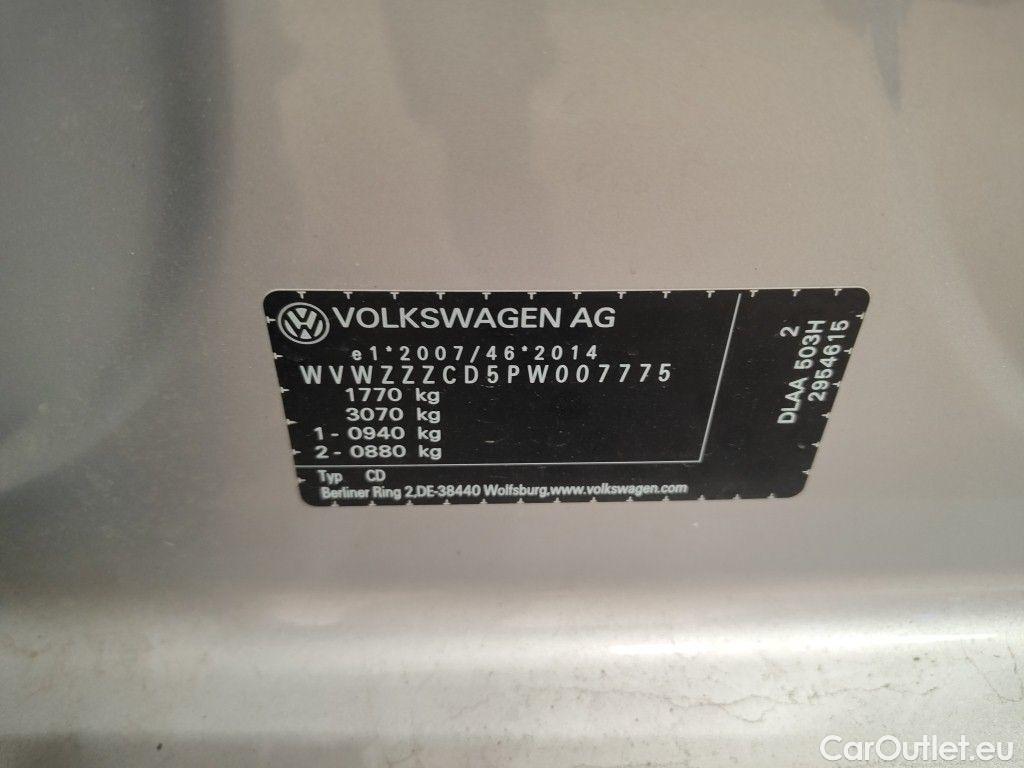 VOLKSWAGEN AG
e1*2007/46*2014
WVWZZZCD5PW007775
1770 kg
3070 kg
1- 0940 kg
2- 0880 kg
Typ CD
Berliner Ring 2,DE-38440 Wolfsburg,www.volkswagen.com
2
DLAA 503H
2954615
CarOutlet.eu